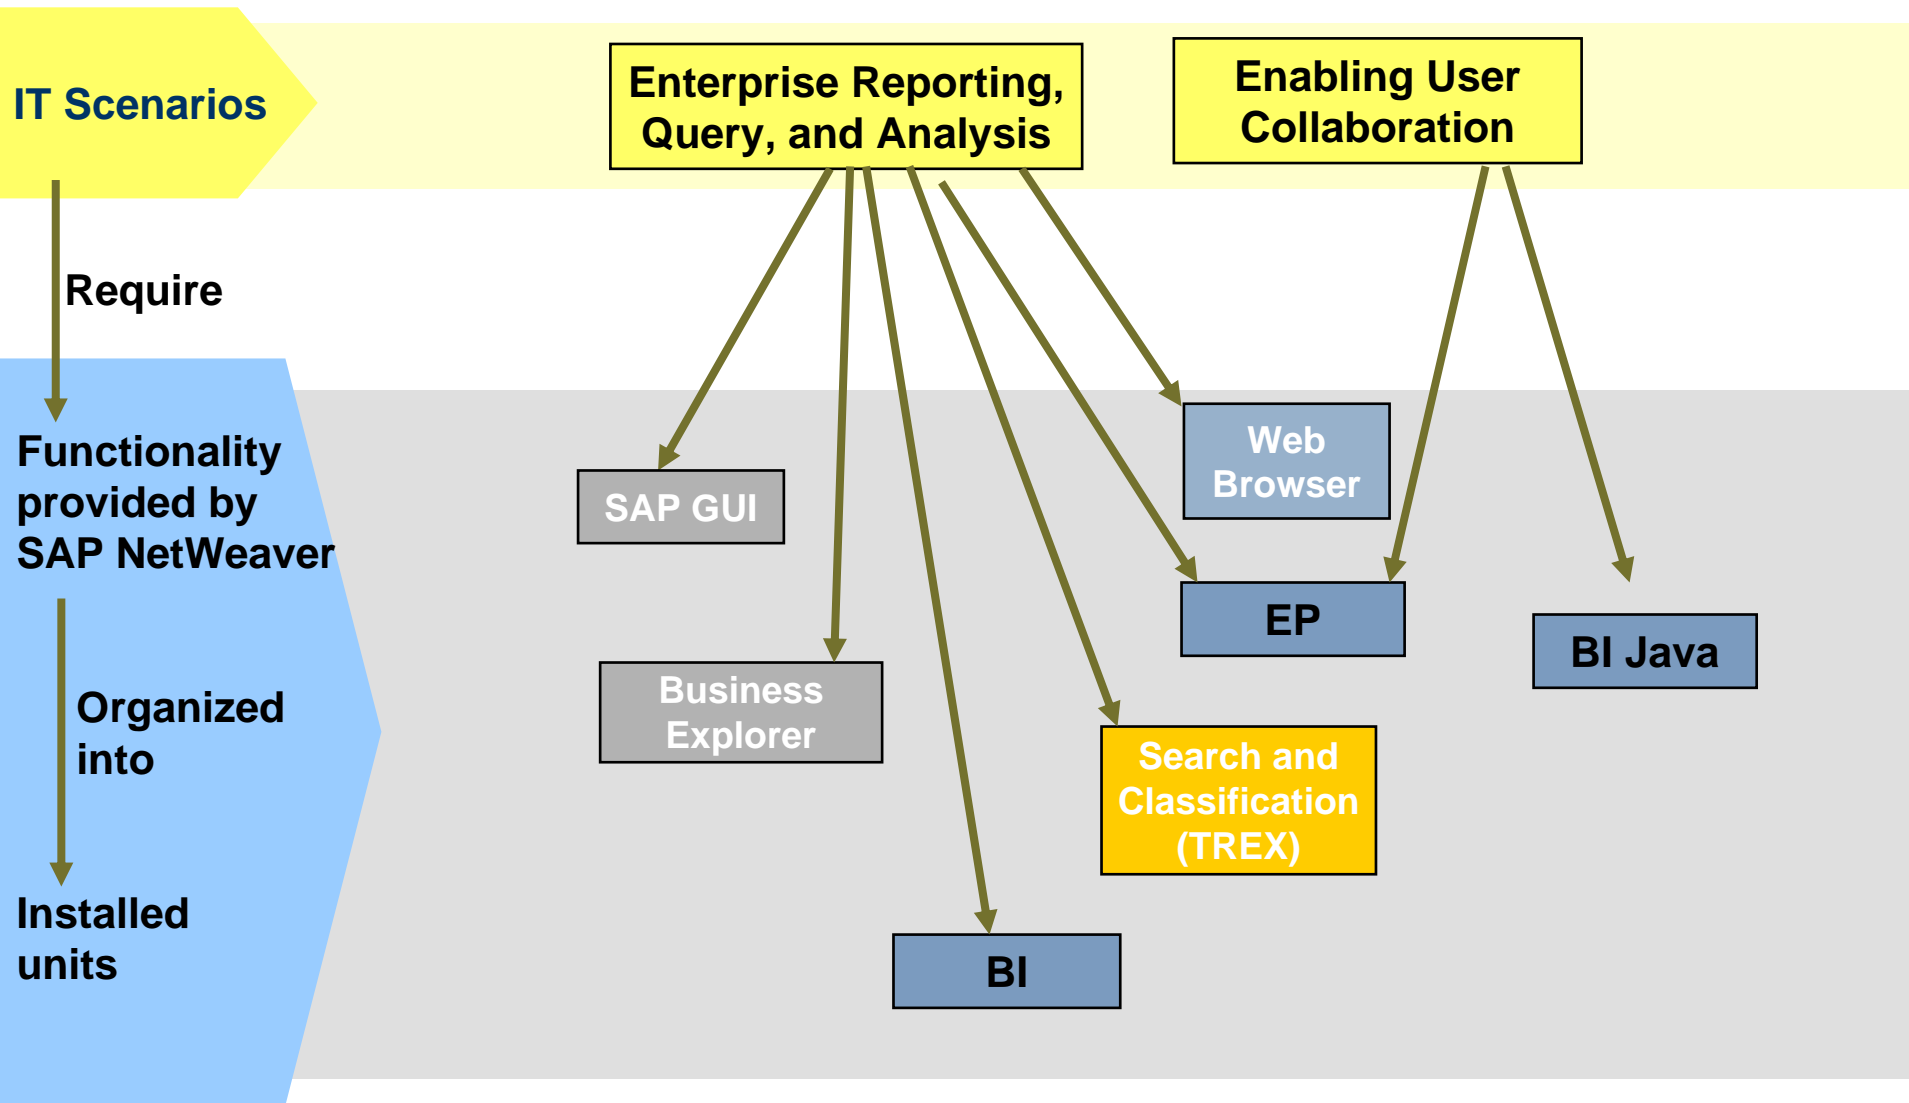 IT Scenarios
Enterprise Reporting,
Query, and Analysis
Enabling User
Collaboration
Require
Functionality
provided by
SAP NetWeaver
Organized
into
Installed
units
Web
Browser
SAP GUI
EP
BI Java
Business
Explorer
Search and
Classification
(TREX)
BI